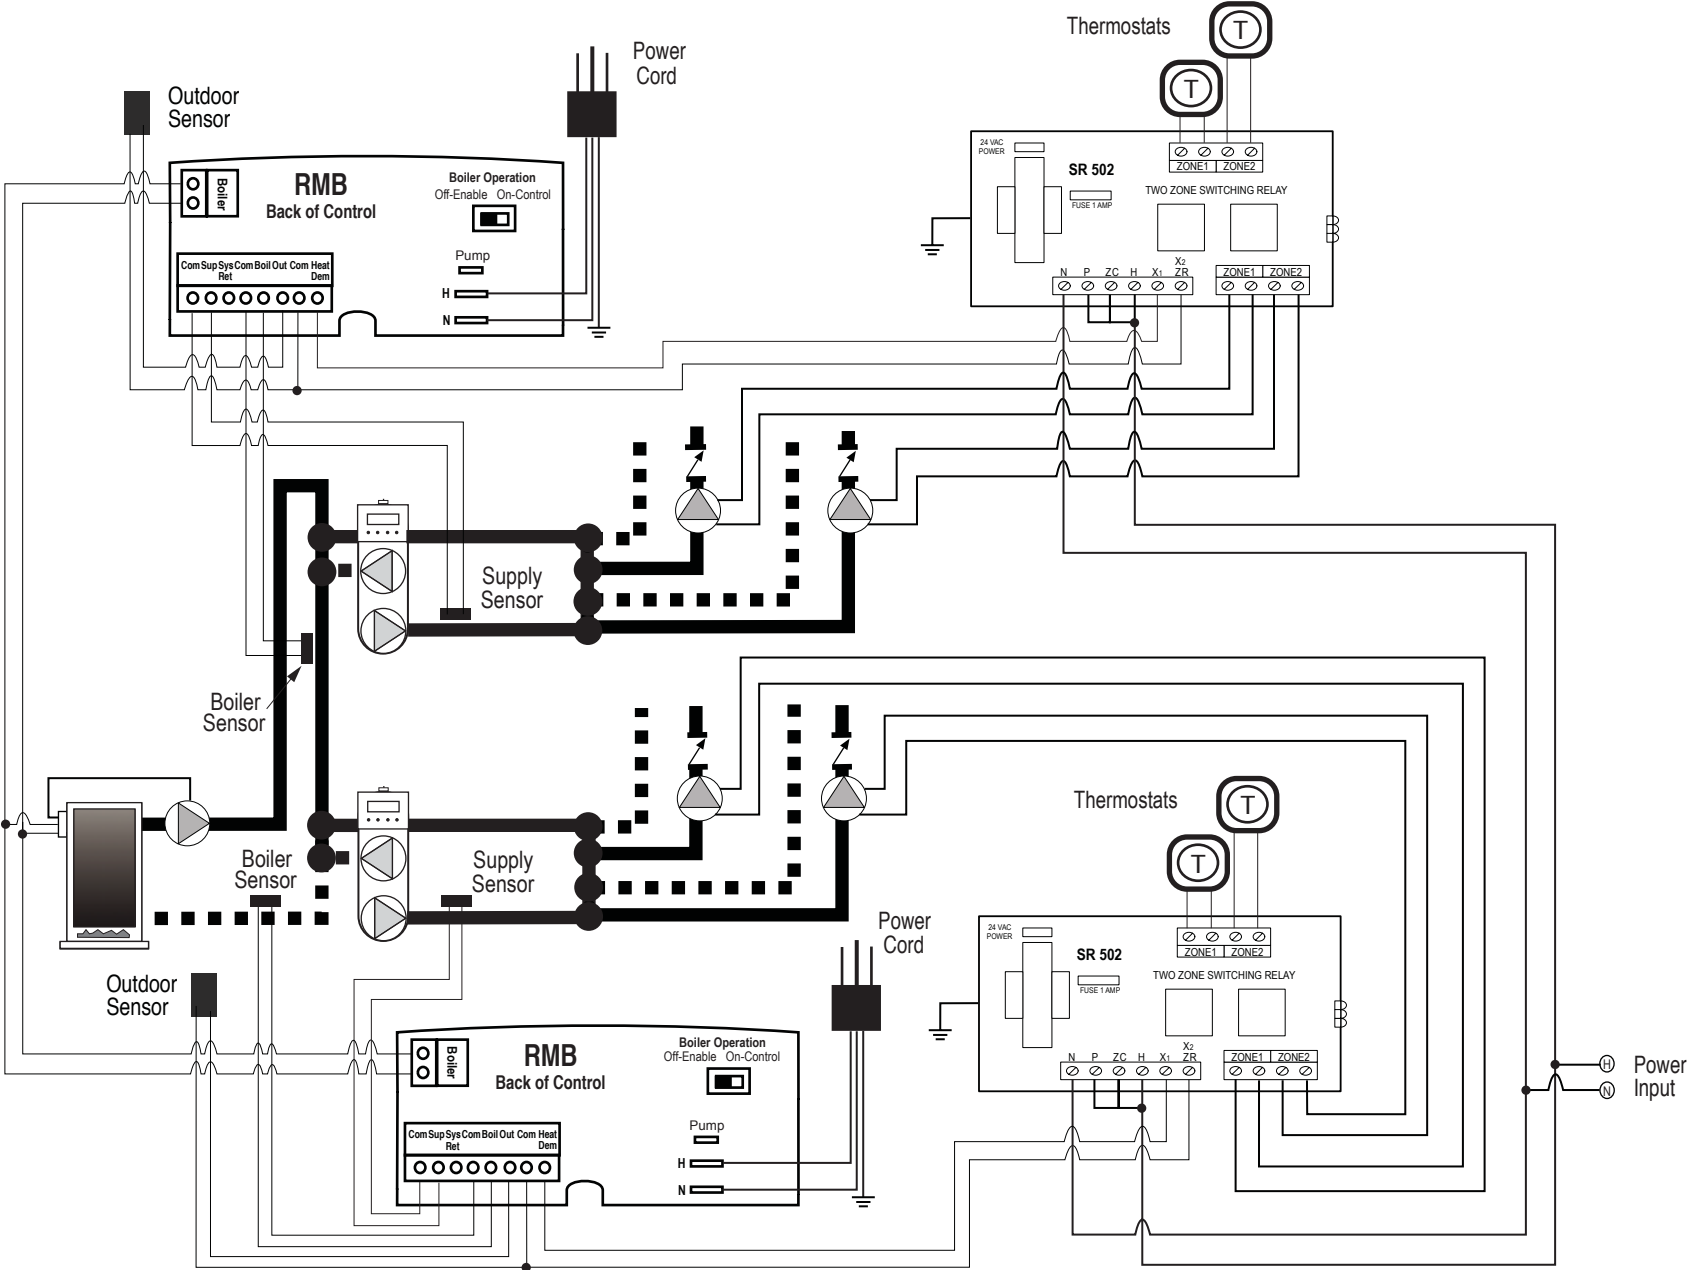 Thermostats
T
T
Power
Cord
Outdoor
Sensor
24 VAC
POWER
SR 502
FUSE 1 AMP
ZONE1 ZONE2
TWO ZONE SWITCHING RELAY
N P ZC H X1 X2
ZR
ZONE1 ZONE2
Boiler
RMB
Back of Control
Boiler Operation
Off-Enable On-Control
Pump
H
N
Com Sup Sys Com Boil Out Com Heat
Ret Dem
Supply
Sensor
Boiler
Sensor
Thermostats
T
T
Boiler
Sensor
Supply
Sensor
Power
Cord
Outdoor
Sensor
24 VAC
POWER
SR 502
FUSE 1 AMP
ZONE1 ZONE2
TWO ZONE SWITCHING RELAY
N P ZC H X1 X2
ZR
ZONE1 ZONE2
Boiler
RMB
Back of Control
Boiler Operation
Off-Enable On-Control
Pump
H
N
Com Sup Sys Com Boil Out Com Heat
Ret Dem
H
N
Power
Input